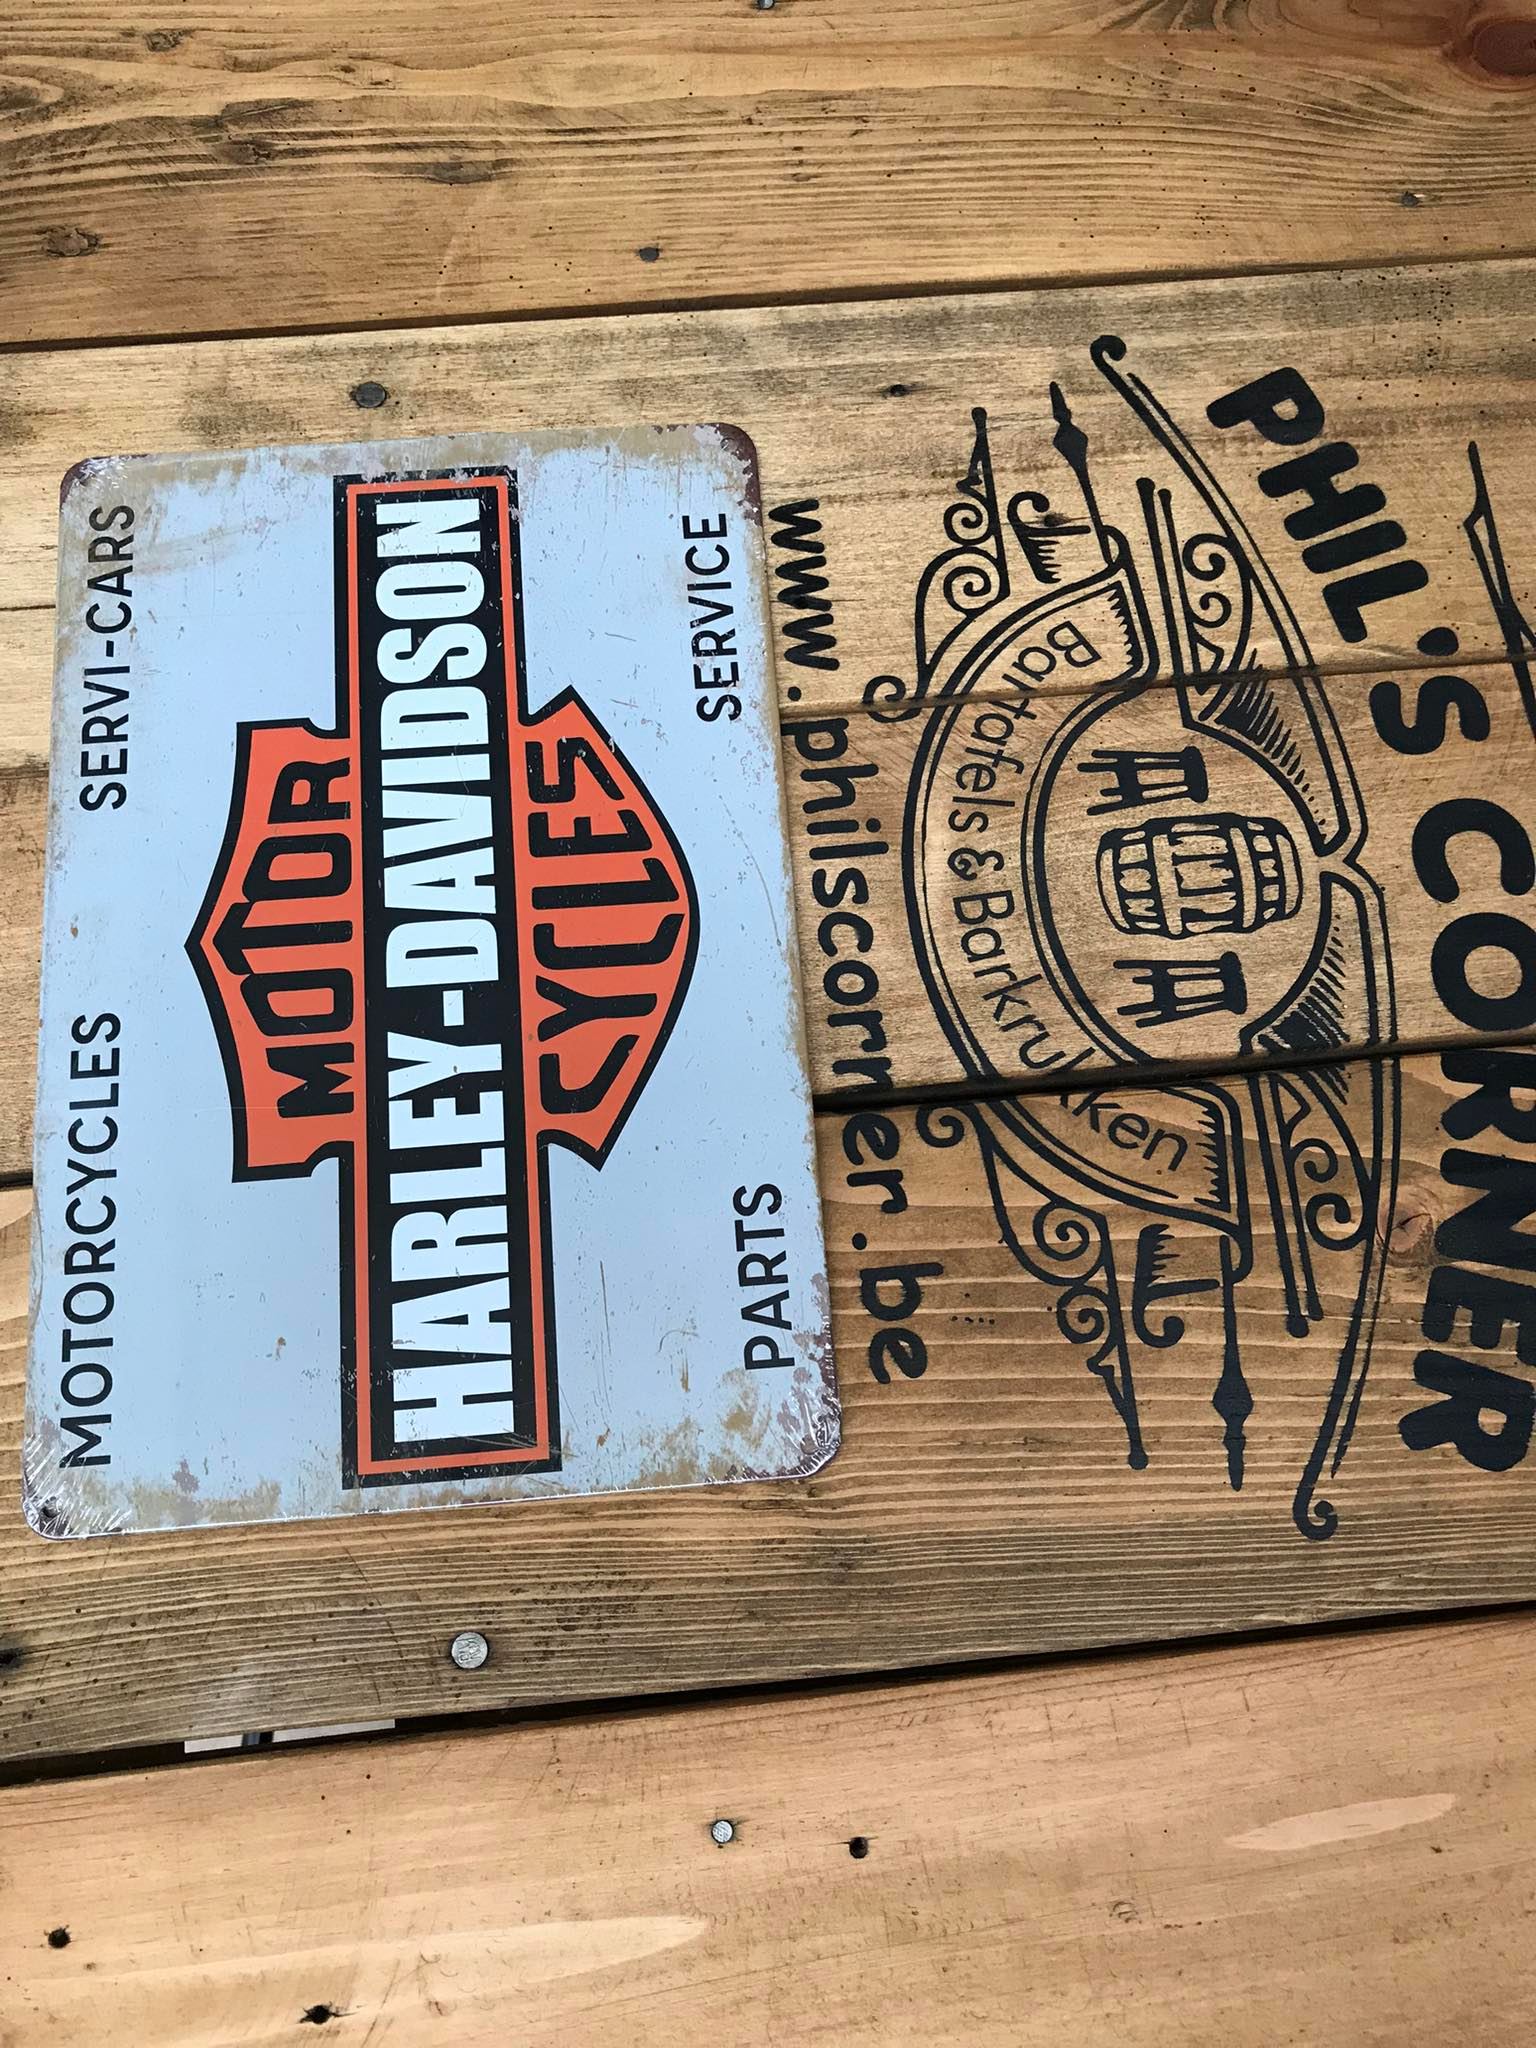 MOTORCYCLES SERVI-CARS
MOTOR
HARLEY-DAVIDSON
CYCLES
PARTS SERVICE
PHIL'S CORNER
Bartafels & Barkrukken
www.philscorner.be